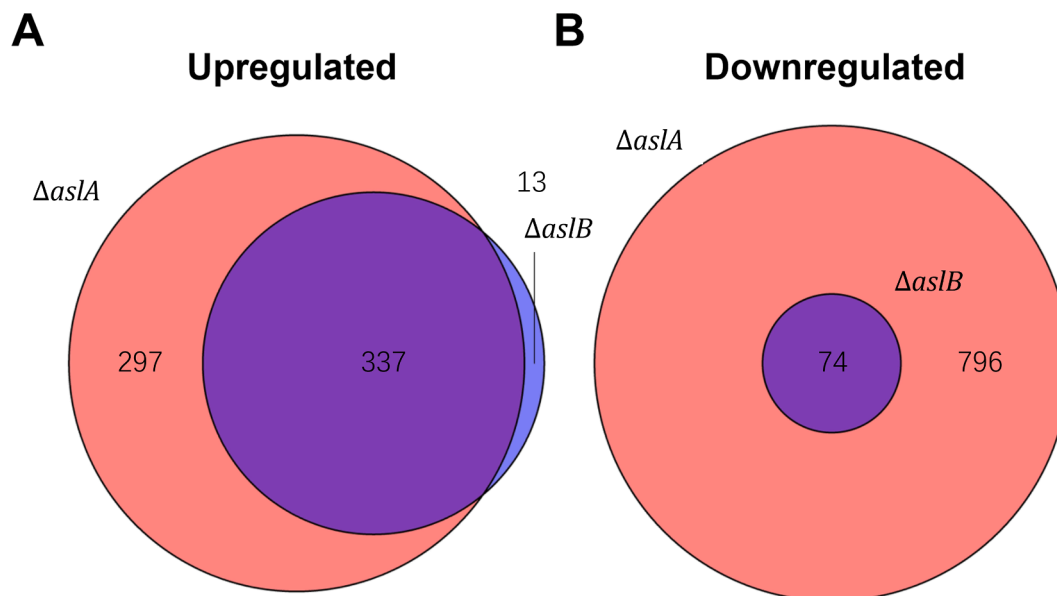 A
Upregulated
ΔaslA
13
ΔaslB
297
337
B
Downregulated
ΔaslA
ΔaslB
74
796